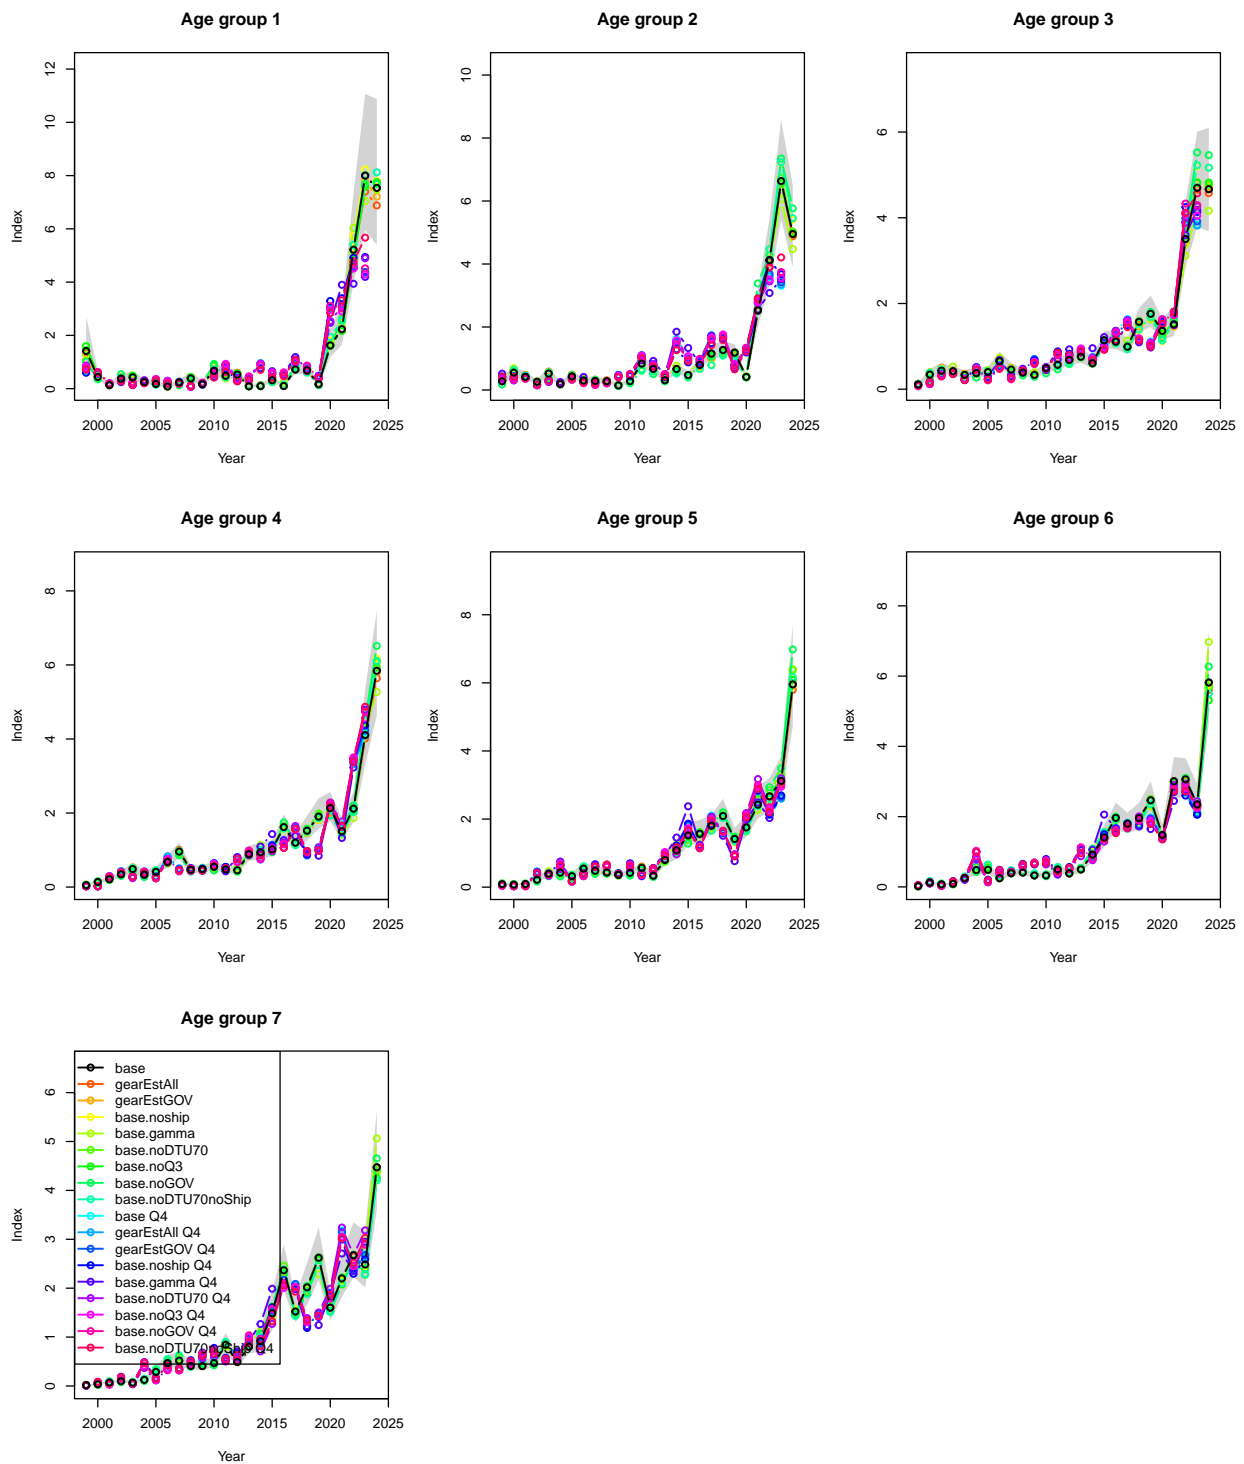 Age group 1
Age group 2
Age group 3
Index
0 2 4 6 8 10 12
2000 2005 2010 2015 2020 2025
Year
Index
0 2 4 6 8 10
2000 2005 2010 2015 2020 2025
Year
Index
0 2 4 6
2000 2005 2010 2015 2020 2025
Year
Age group 4
Age group 5
Age group 6
Index
0 2 4 6 8
2000 2005 2010 2015 2020 2025
Year
Index
0 2 4 6 8
2000 2005 2010 2015 2020 2025
Year
Index
0 2 4 6 8
2000 2005 2010 2015 2020 2025
Year
Age group 7
Index
0 1 2 3 4 5 6
base
gearEstAll
gearEstGOV
base.noship
base.gamma
base.noDTU70
base.noQ3
base.noGOV
base.noDTU70noShip
base Q4
gearEstAll Q4
gearEstGOV Q4
base.noship Q4
base.gamma Q4
base.noDTU70 Q4
base.noQ3 Q4
base.noGOV Q4
base.noDTU70noShip Q4
2000 2005 2010 2015 2020 2025
Year